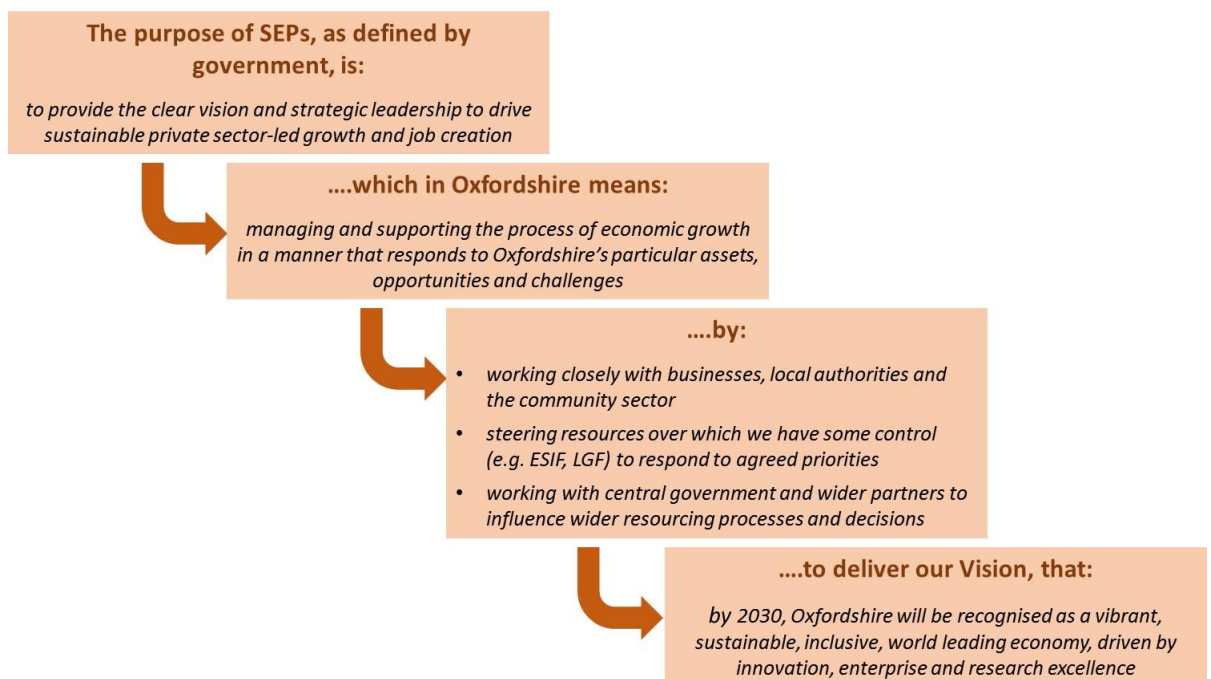 The purpose of SEPs, as defined by
government, is:
to provide the clear vision and strategic leadership to drive
sustainable private sector-led growth and job creation
....which in Oxfordshire means:
managing and supporting the process of economic growth
in a manner that responds to Oxfordshire's particular assets,
opportunities and challenges
....by:
• working closely with businesses, local authorities and
the community sector
• steering resources over which we have some control
(e.g. ESIF, LGF) to respond to agreed priorities
• working with central government and wider partners to
influence wider resourcing processes and decisions
....to deliver our Vision, that:
by 2030, Oxfordshire will be recognised as a vibrant,
sustainable, inclusive, world leading economy, driven by
innovation, enterprise and research excellence